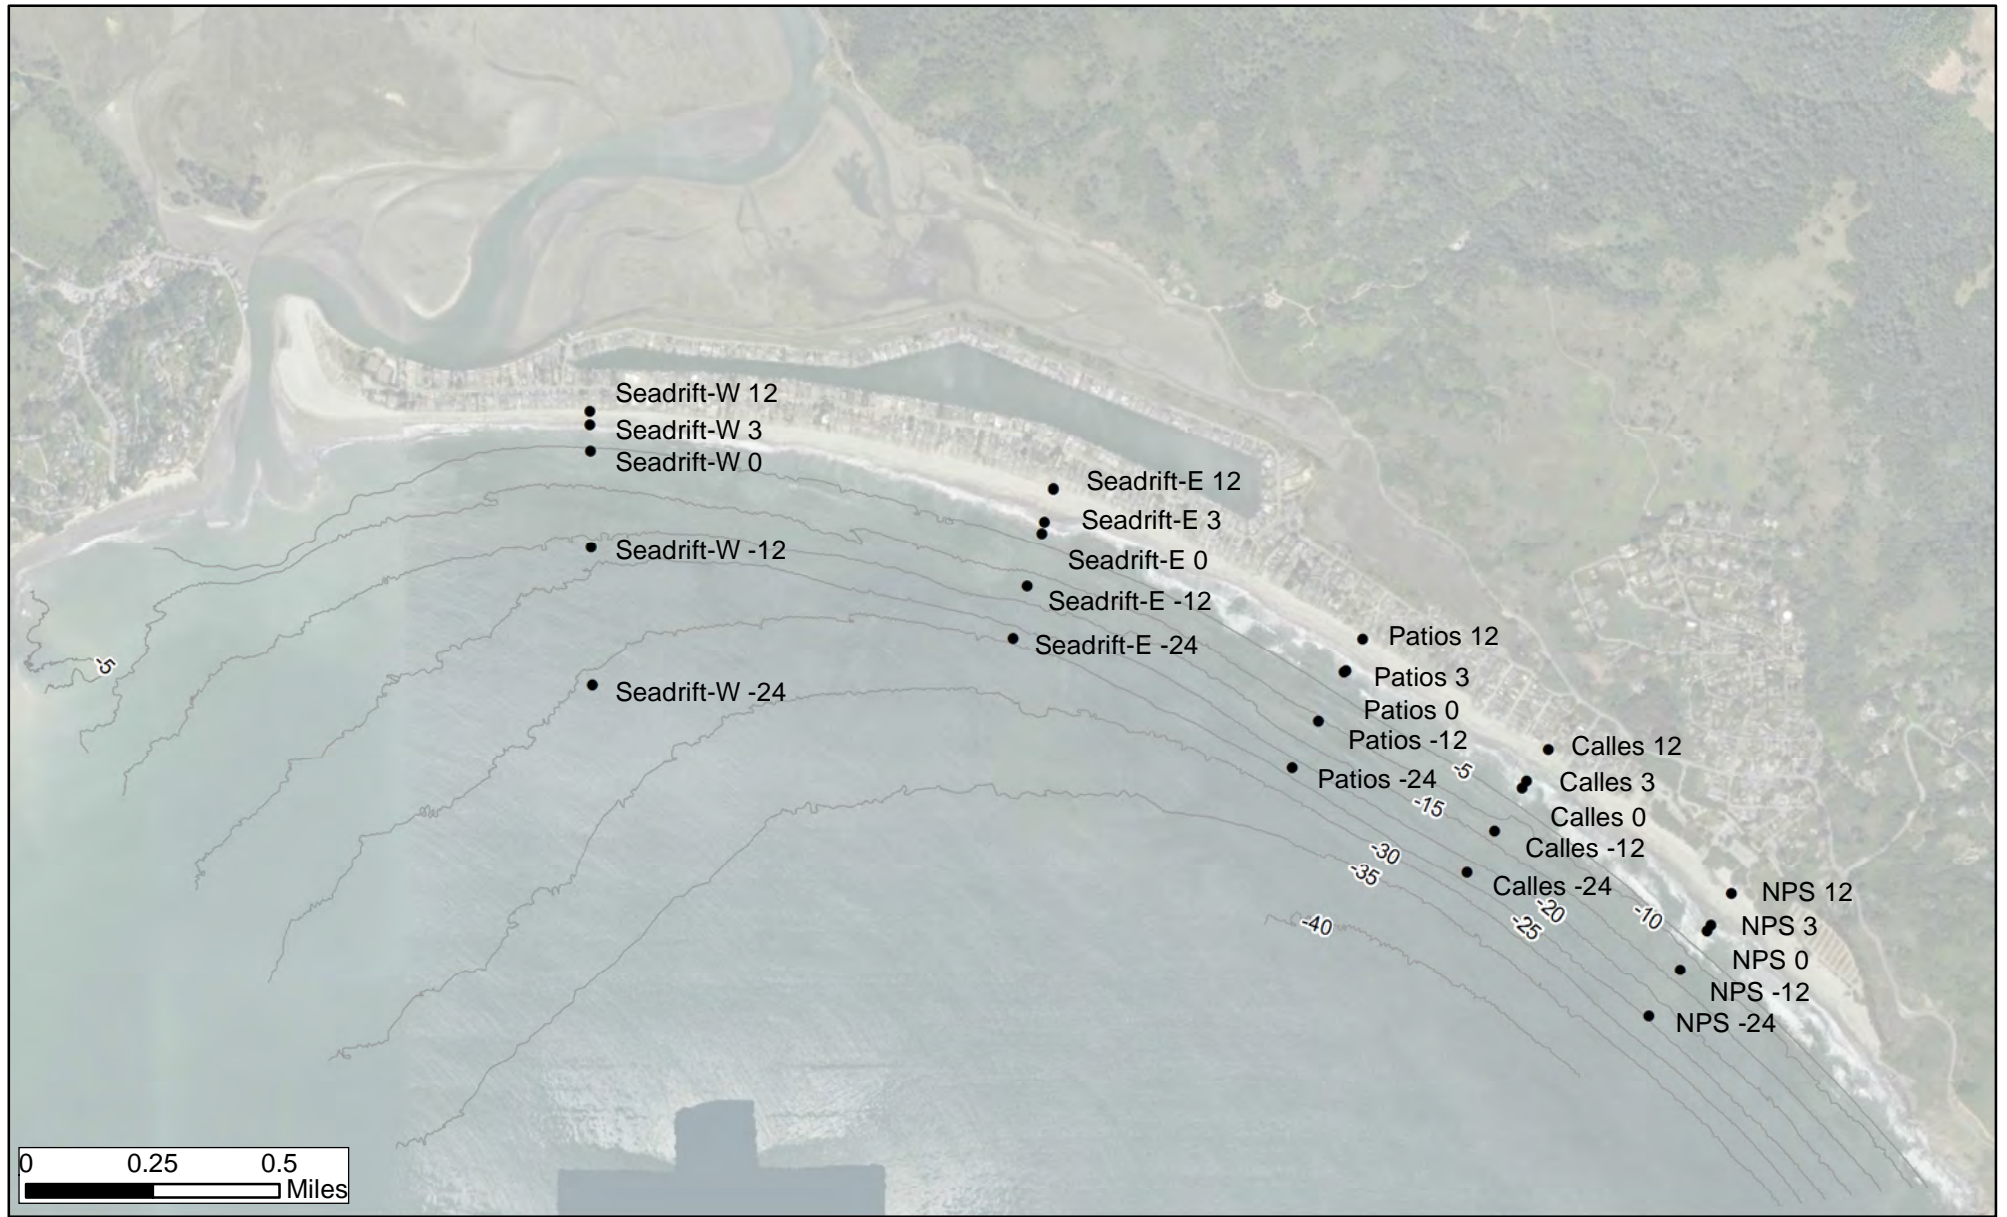 Seadrift-W 12
Seadrift-W 3
Seadrift-W 0
Seadrift-E 12
Seadrift-E 3
Seadrift-W -12
Seadrift-E 0
Seadrift-E -12
Seadrift-E -24
Patios 12
-5
Patios 3
Seadrift-W -24
Patios 0
Patios -12
Calles 12
-5
Patios -24
Calles 3
-15
Calles 0
Calles -12
-30
-35
Calles -24
NPS 12
-20
-10
-40
-25
NPS 3
NPS 0
NPS -12
NPS -24
0 0.25 0.5
Miles